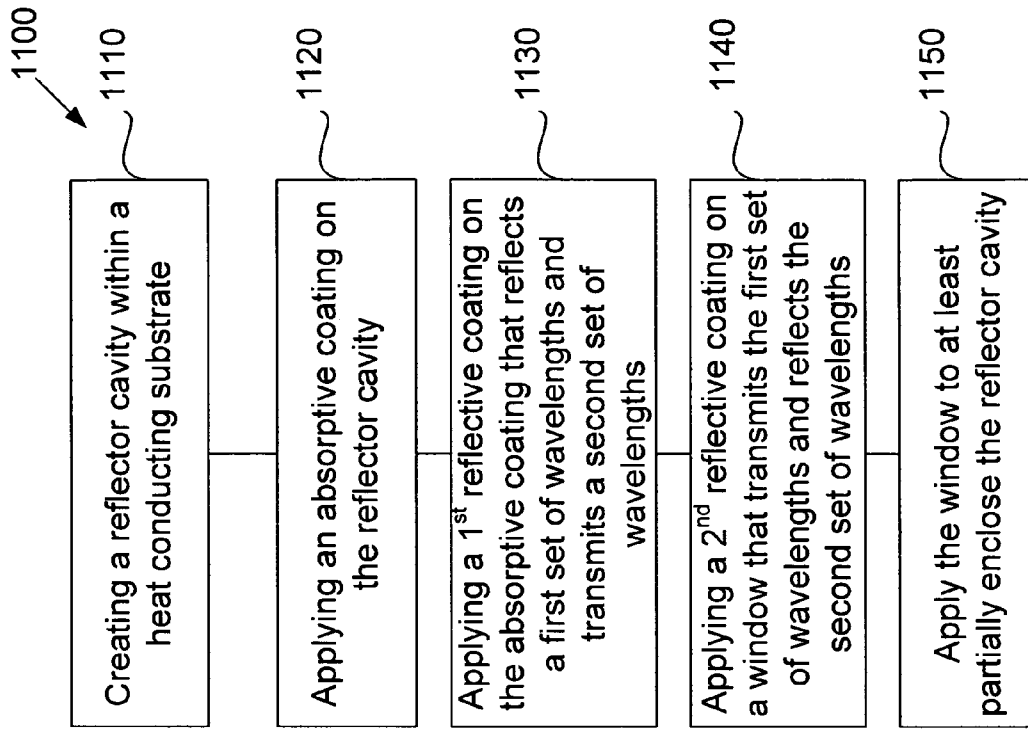 1100
1110
Creating a reflector cavity within a
heat conducting substrate
1120
Applying an absorptive coating on
the reflector cavity
1130
Applying a 1st reflective coating on
the absorptive coating that reflects
a first set of wavelengths and
transmits a second set of
wavelengths
1140
Applying a 2nd reflective coating on
a window that transmits the first set
of wavelengths and reflects the
second set of wavelengths
1150
Apply the window to at least
partially enclose the reflector cavity